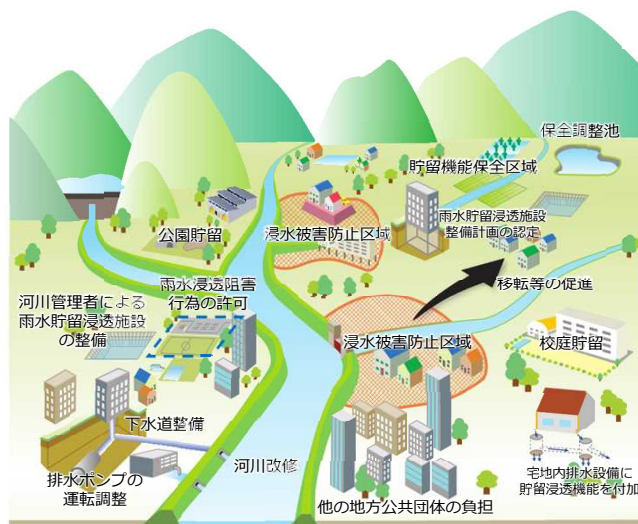 保全調整池
貯留機能保全区域
公園貯留
浸水被害防止区域
雨水貯留浸透施設
整備計画の認定
雨水浸透阻害
行為の許可
移転等の促進
河川管理者による
雨水貯留浸透施設
の整備
浸水被害防止区域
校庭貯留
下水道整備
河川改修
排水ポンプの
運転調整
宅地内排水設備に
貯留浸透機能を付加
他の地方公共団体の負担